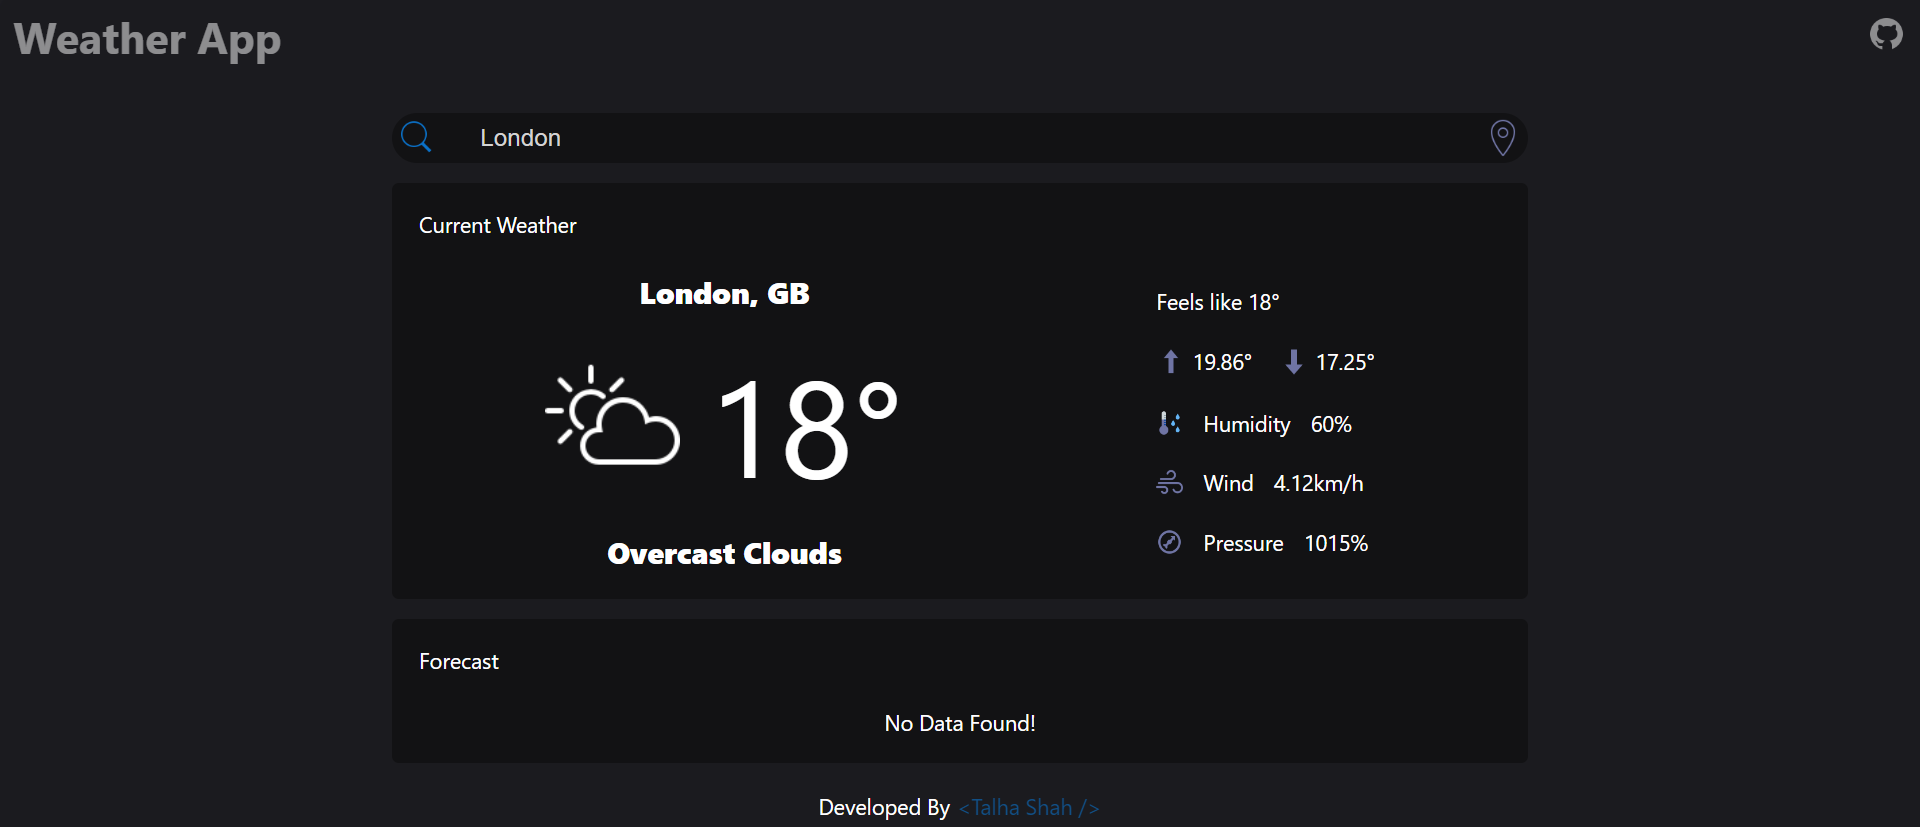 Weather App
London
Current Weather
London, GB
18°
Overcast Clouds
Feels like 18°
19.86° 17.25°
Humidity 60%
Wind 4.12km/h
Pressure 1015%
Forecast
No Data Found!
Developed By <Talha Shah />